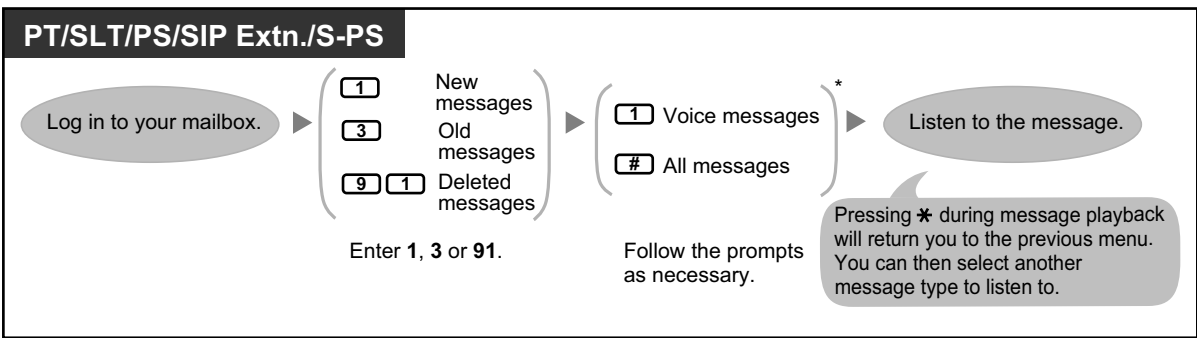 PT/SLT/PS/SIP Extn./S-PS
Log in to your mailbox.
1 New
messages
3 Old
messages
9 1 Deleted
messages
Enter 1, 3 or 91.
*
1 Voice messages
# All messages
Follow the prompts
as necessary.
Listen to the message.
Pressing * during message playback
will return you to the previous menu.
You can then select another
message type to listen to.